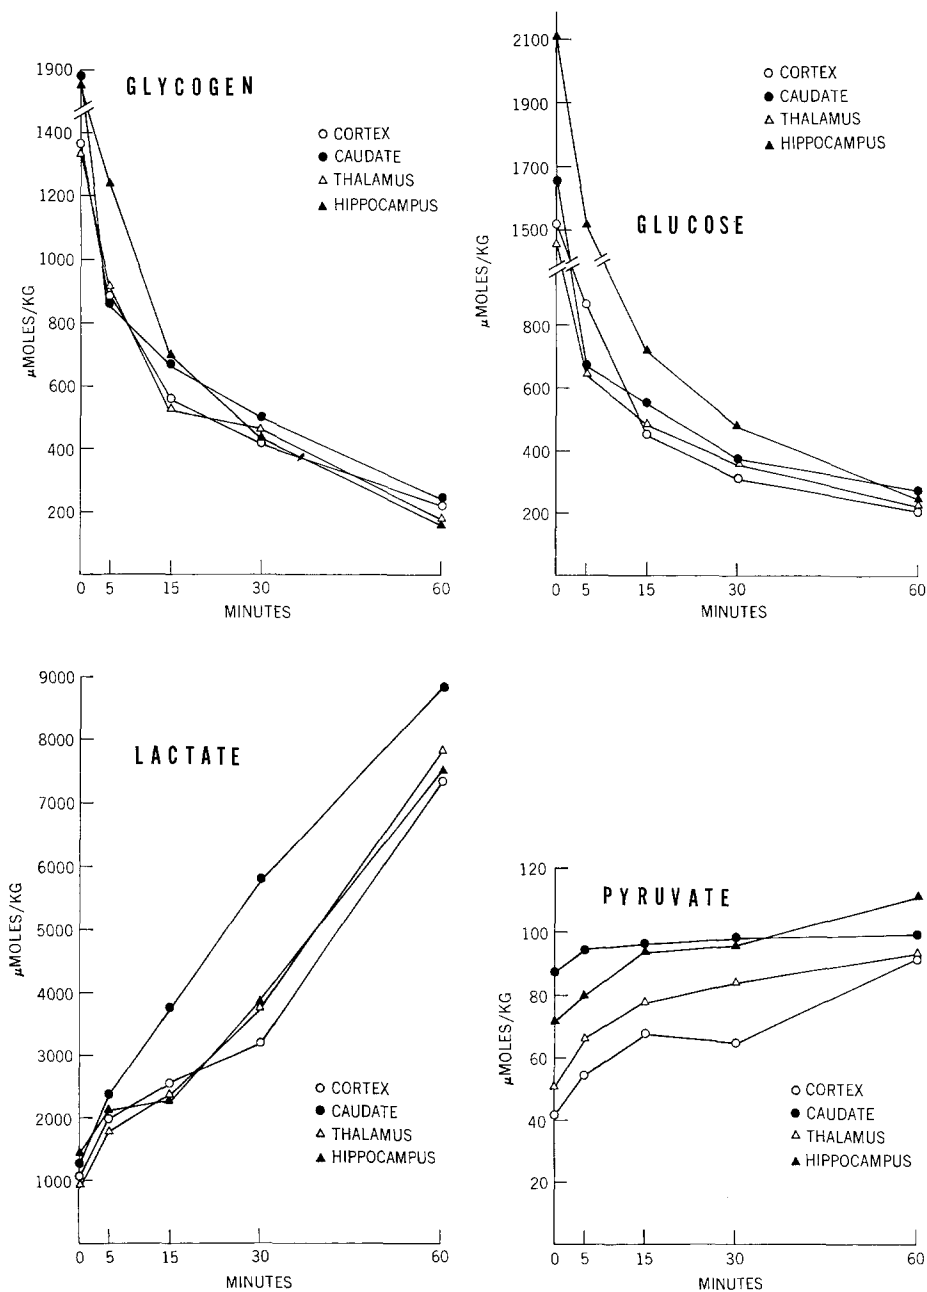 GLYCOGEN
1900
1400
1200
1000
800
600
400
200
μMOLES/KG
CORTEX
CAUDATE
THALAMUS
HIPPOCAMPUS
0 5 15 30 60
MINUTES
GLUCOSE
2100
1900
1700
1500
800
600
400
200
μMOLES/KG
CORTEX
CAUDATE
THALAMUS
HIPPOCAMPUS
0 5 15 30 60
MINUTES
LACTATE
9000
8000
7000
6000
5000
4000
3000
2000
1000
μMOLES/KG
CORTEX
CAUDATE
THALAMUS
HIPPOCAMPUS
0 5 15 30 60
MINUTES
PYRUVATE
120
100
80
60
40
20
μMOLES/KG
CORTEX
CAUDATE
THALAMUS
HIPPOCAMPUS
0 5 15 30 60
MINUTES